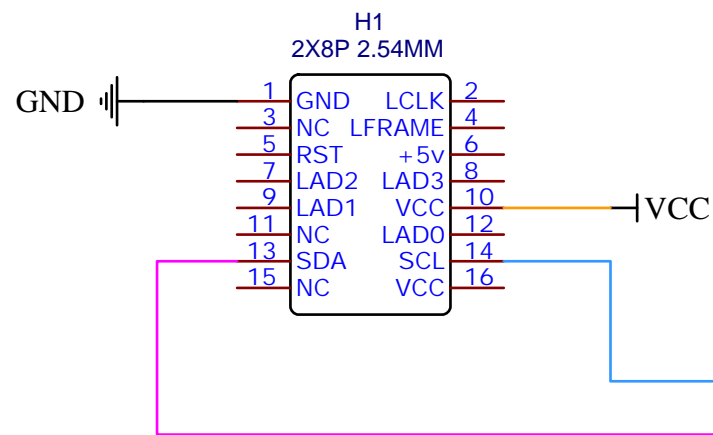 H1
2X8P 2.54MM
GND 1 GND LCLK 2
3 NC LFRAME 4
5 RST +5v 6
7 LAD2 LAD3 8
9 LAD1 VCC 10 VCC
11 NC LAD0 12
13 SDA SCL 14
15 NC VCC 16